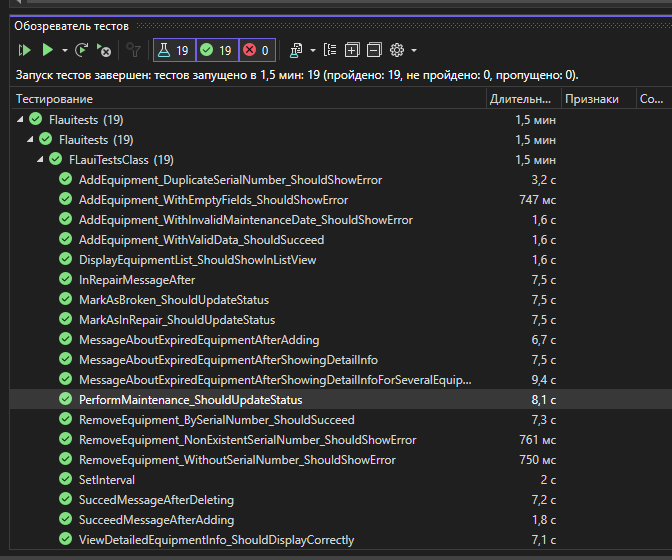 Обозреватель тестов
19 19 0
Запуск тестов завершен: тестов запущено в 1,5 мин: 19 (пройдено: 19, не пройдено: 0, пропущено: 0).
Тестирование Длительн... Признаки Со...
Flauitests (19) 1,5 мин
Flauitests (19) 1,5 мин
FLauiTestsClass (19) 1,5 мин
AddEquipment_DuplicateSerialNumber_ShouldShowError 3,2 с
AddEquipment_WithEmptyFields_ShouldShowError 747 мс
AddEquipment_WithInvalidMaintenanceDate_ShouldShowError 1,6 с
AddEquipment_WithValidData_ShouldSucceed 1,6 с
DisplayEquipmentList_ShouldShowInListView 1,6 с
InRepairMessageAfter 7,5 с
MarkAsBroken_ShouldUpdateStatus 7,5 с
MarkAsInRepair_ShouldUpdateStatus 7,5 с
MessageAboutExpiredEquipmentAfterAdding 6,7 с
MessageAboutExpiredEquipmentAfterShowingDetailInfo 7,5 с
MessageAboutExpiredEquipmentAfterShowingDetailInfoForSeveralEquip... 9,4 с
PerformMaintenance_ShouldUpdateStatus 8,1 с
RemoveEquipment_BySerialNumber_ShouldSucceed 7,3 с
RemoveEquipment_NonExistentSerialNumber_ShouldShowError 761 мс
RemoveEquipment_WithoutSerialNumber_ShouldShowError 750 мс
SetInterval 2 с
SuccedMessageAfterDeleting 7,2 с
SucceedMessageAfterAdding 1,8 с
ViewDetailedEquipmentInfo_ShouldDisplayCorrectly 7,1 с